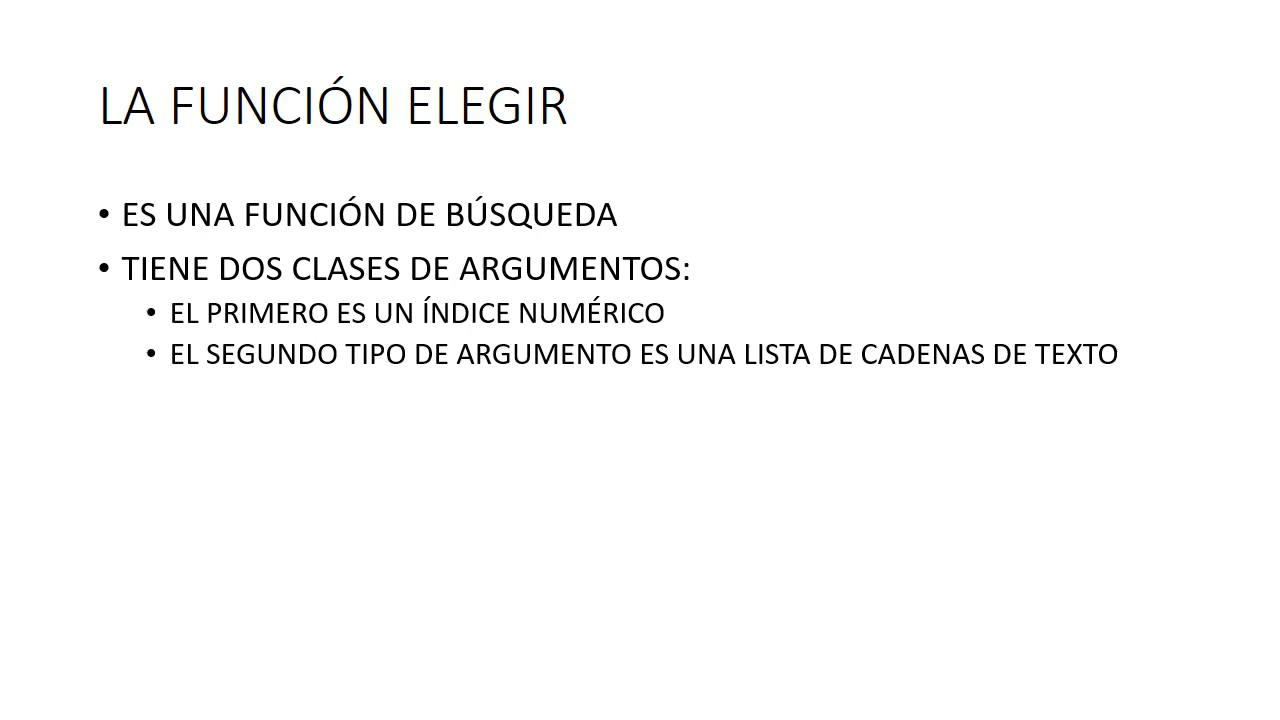 LA FUNCIÓN ELEGIR
• ES UNA FUNCIÓN DE BÚSQUEDA
• TIENE DOS CLASES DE ARGUMENTOS:
• EL PRIMERO ES UN ÍNDICE NUMÉRICO
• EL SEGUNDO TIPO DE ARGUMENTO ES UNA LISTA DE CADENAS DE TEXTO